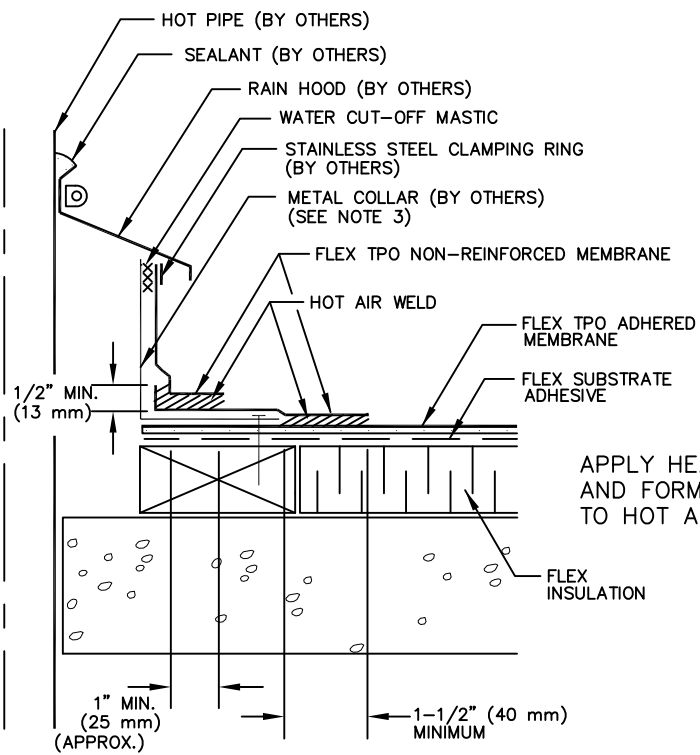 HOT PIPE (BY OTHERS)
SEALANT (BY OTHERS)
RAIN HOOD (BY OTHERS)
WATER CUT-OFF MASTIC
STAINLESS STEEL CLAMPING RING
(BY OTHERS)
METAL COLLAR (BY OTHERS)
(SEE NOTE 3)
FLEX TPO NON-REINFORCED MEMBRANE
HOT AIR WELD
FLEX TPO ADHERED
MEMBRANE
FLEX SUBSTRATE
ADHESIVE
1/2" MIN.
(13 mm)
AND FORM
TO HOT A
FLEX
INSULATION
1" MIN.
(25 mm)
(APPROX.)
1-1/2" (40 mm)
MINIMUM